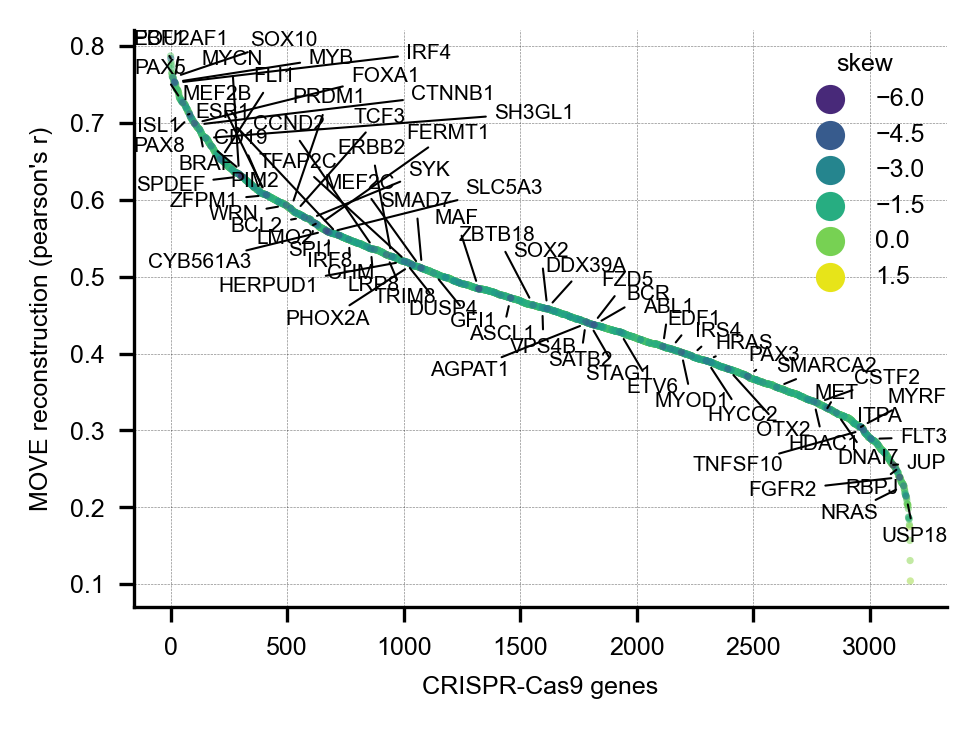 POU2AF1
SOX10
MYCN
MYB
IRF4
PAX5
FLI1
FOXA1
MEF2B
PRDM1
CTNNB1
ESR1
SH3GL1
ISL1
CCND2
TCF3
CD19
FERMT1
PAX8
ERBB2
BRAF
TFAP2C
SYK
SPDEF
PIM2
MEF2C
SLC5A3
ZFPM1
SMAD7
WRN
MAF
BCL2
LMO2
ZBTB18
SPI1
SOX2
CYB561A3
IRF8
DDX39A
HERPUD1
LRP8
FZD5
TRIM8
BCR
PHOX2A
DUSP4
ABL1
GFI1
EDF1
ASCL1
IRS4
VPS4B
HRAS
SATB2
PAX3
AGPAT1
STAG1
SMARCA2
ETV6
CSTF2
MYOD1
MET
MYRF
HYCC2
ITPA
OTX2
FLT3
HDAC1
TNFSF10
DNAI7
JUP
FGFR2
RBPJ
NRAS
USP18
skew
−6.0
−4.5
−3.0
−1.5
0.0
1.5
0.8
0.7
0.6
0.5
0.4
0.3
0.2
0.1
MOVE reconstruction (pearson's r)
0
500
1000
1500
2000
2500
3000
CRISPR-Cas9 genes